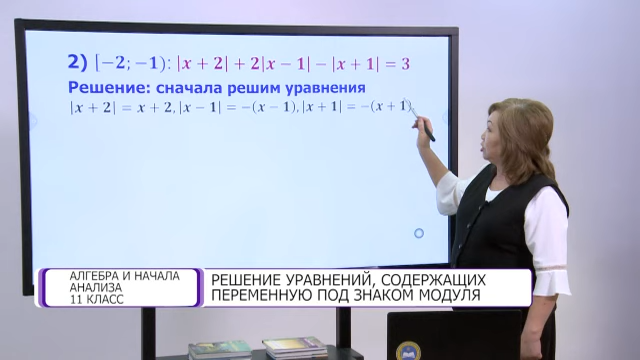 2) [−2; −1): |x + 2| + 2|x − 1| − |x + 1| = 3
Решение: сначала решим уравнения
|x + 2| = x + 2, |x − 1| = −(x − 1), |x + 1| = −(x + 1)
АЛГЕБРА И НАЧАЛА
АНАЛИЗА
11 КЛАСС
РЕШЕНИЕ УРАВНЕНИЙ, СОДЕРЖАЩИХ
ПЕРЕМЕННУЮ ПОД ЗНАКОМ МОДУЛЯ